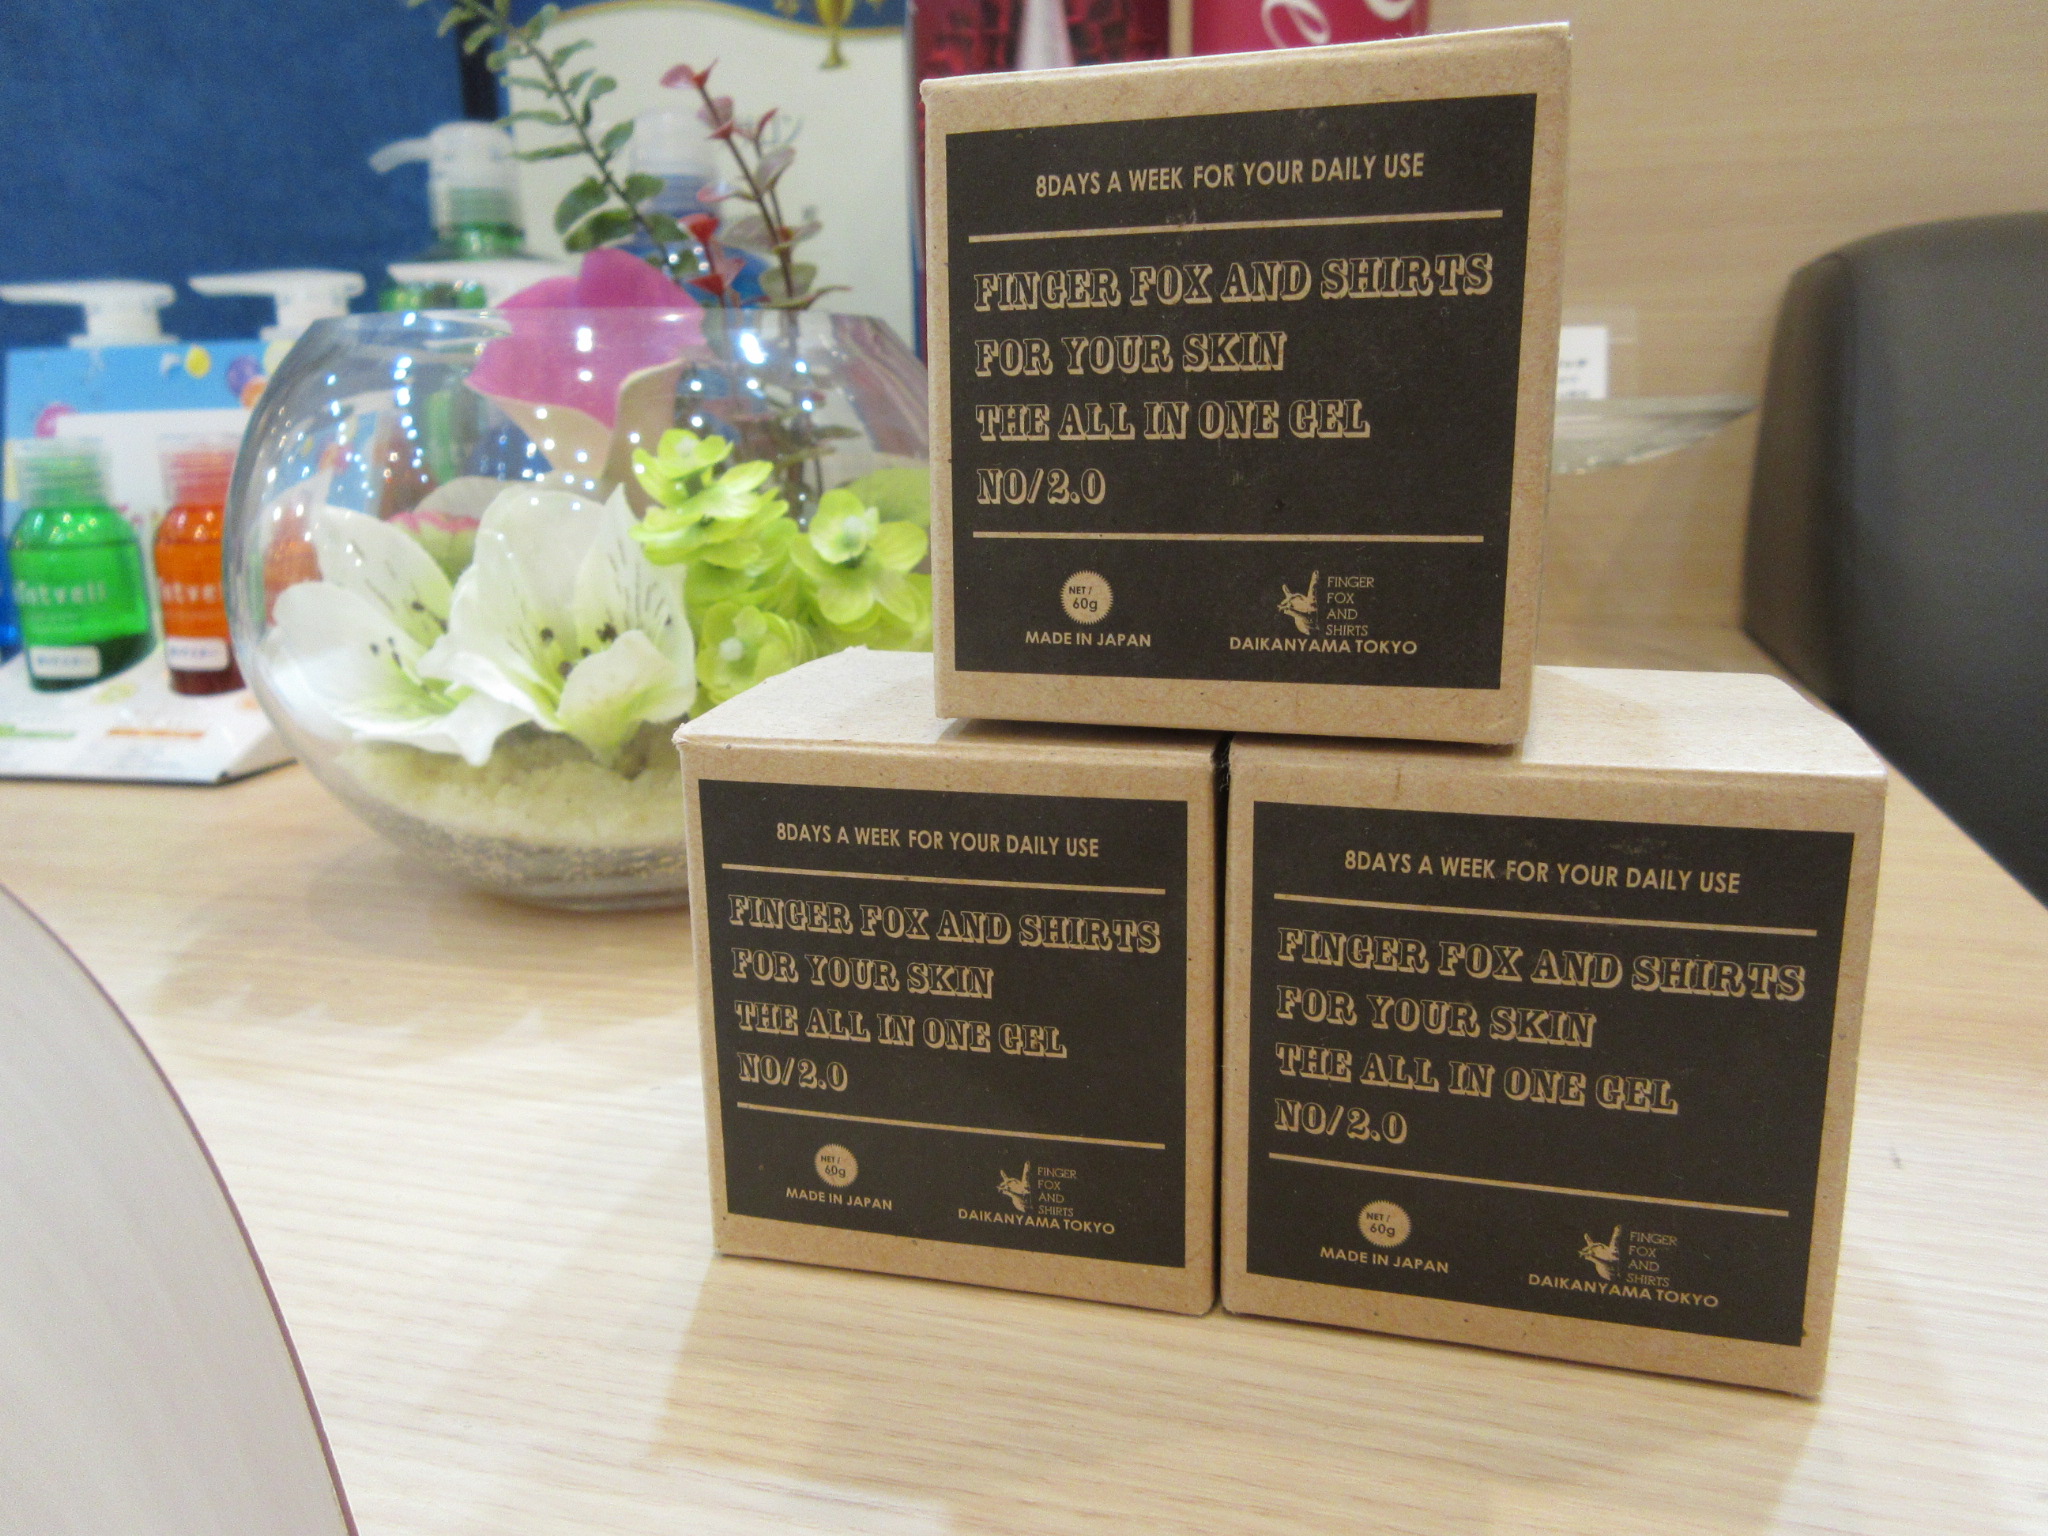 8DAYS A WEEK FOR YOUR DAILY USE
FINGER FOX AND SHIRTS
FOR YOUR SKIN
THE ALL IN ONE GEL
NO/2.0
NET/
60g
MADE IN JAPAN
FINGER
FOX
AND
SHIRTS
DAIKANYAMA TOKYO
8DAYS A WEEK FOR YOUR DAILY USE
FINGER FOX AND SHIRTS
FOR YOUR SKIN
THE ALL IN ONE GEL
NO/2.0
NET/
60g
MADE IN JAPAN
FINGER
FOX
AND
SHIRTS
DAIKANYAMA TOKYO
8DAYS A WEEK FOR YOUR DAILY USE
FINGER FOX AND SHIRTS
FOR YOUR SKIN
THE ALL IN ONE GEL
NO/2.0
NET/
60g
MADE IN JAPAN
FINGER
FOX
AND
SHIRTS
DAIKANYAMA TOKYO